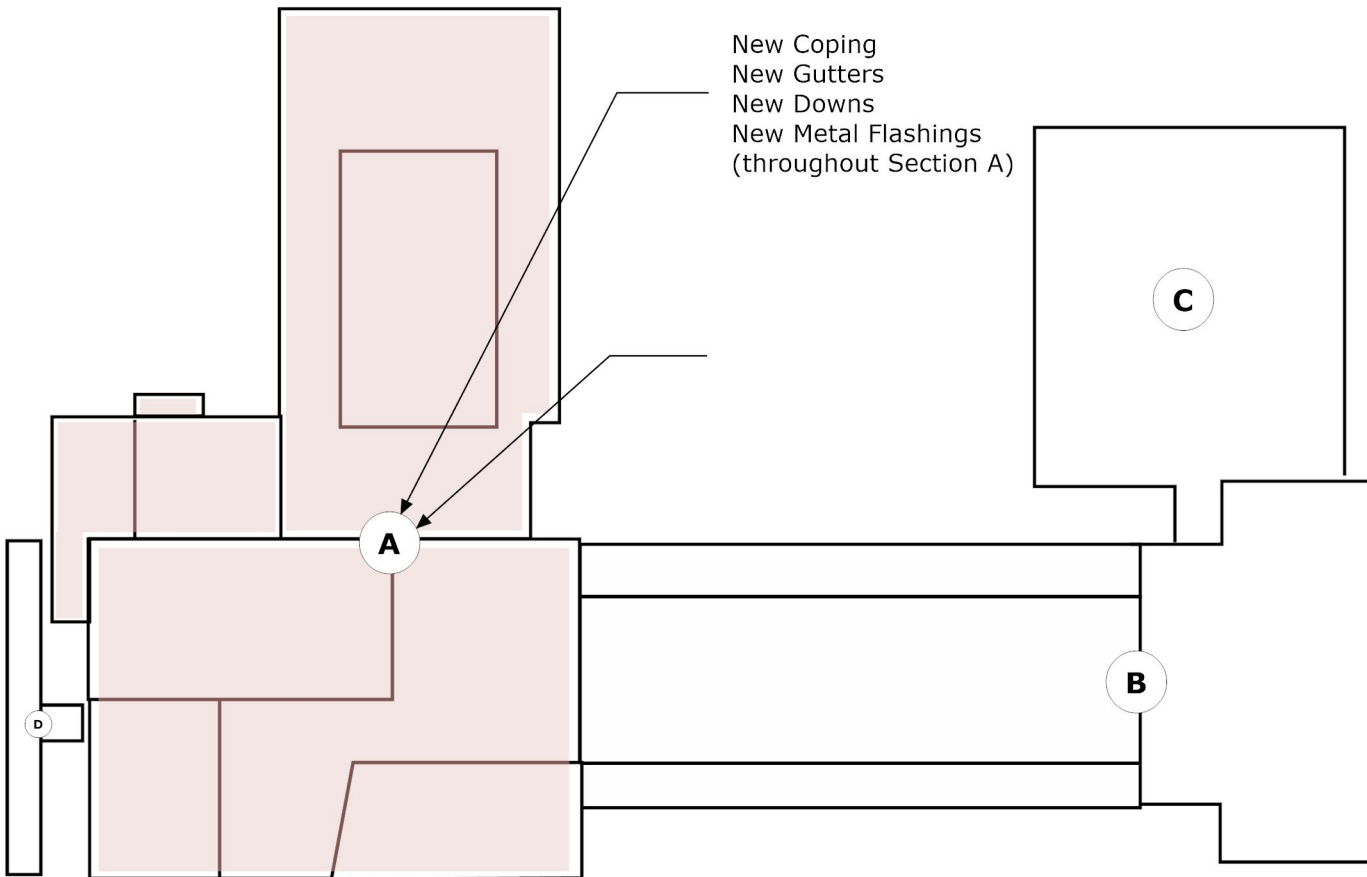 New Coping
New Gutters
New Downs
New Metal Flashings
(throughout Section A)
C
A
B
D